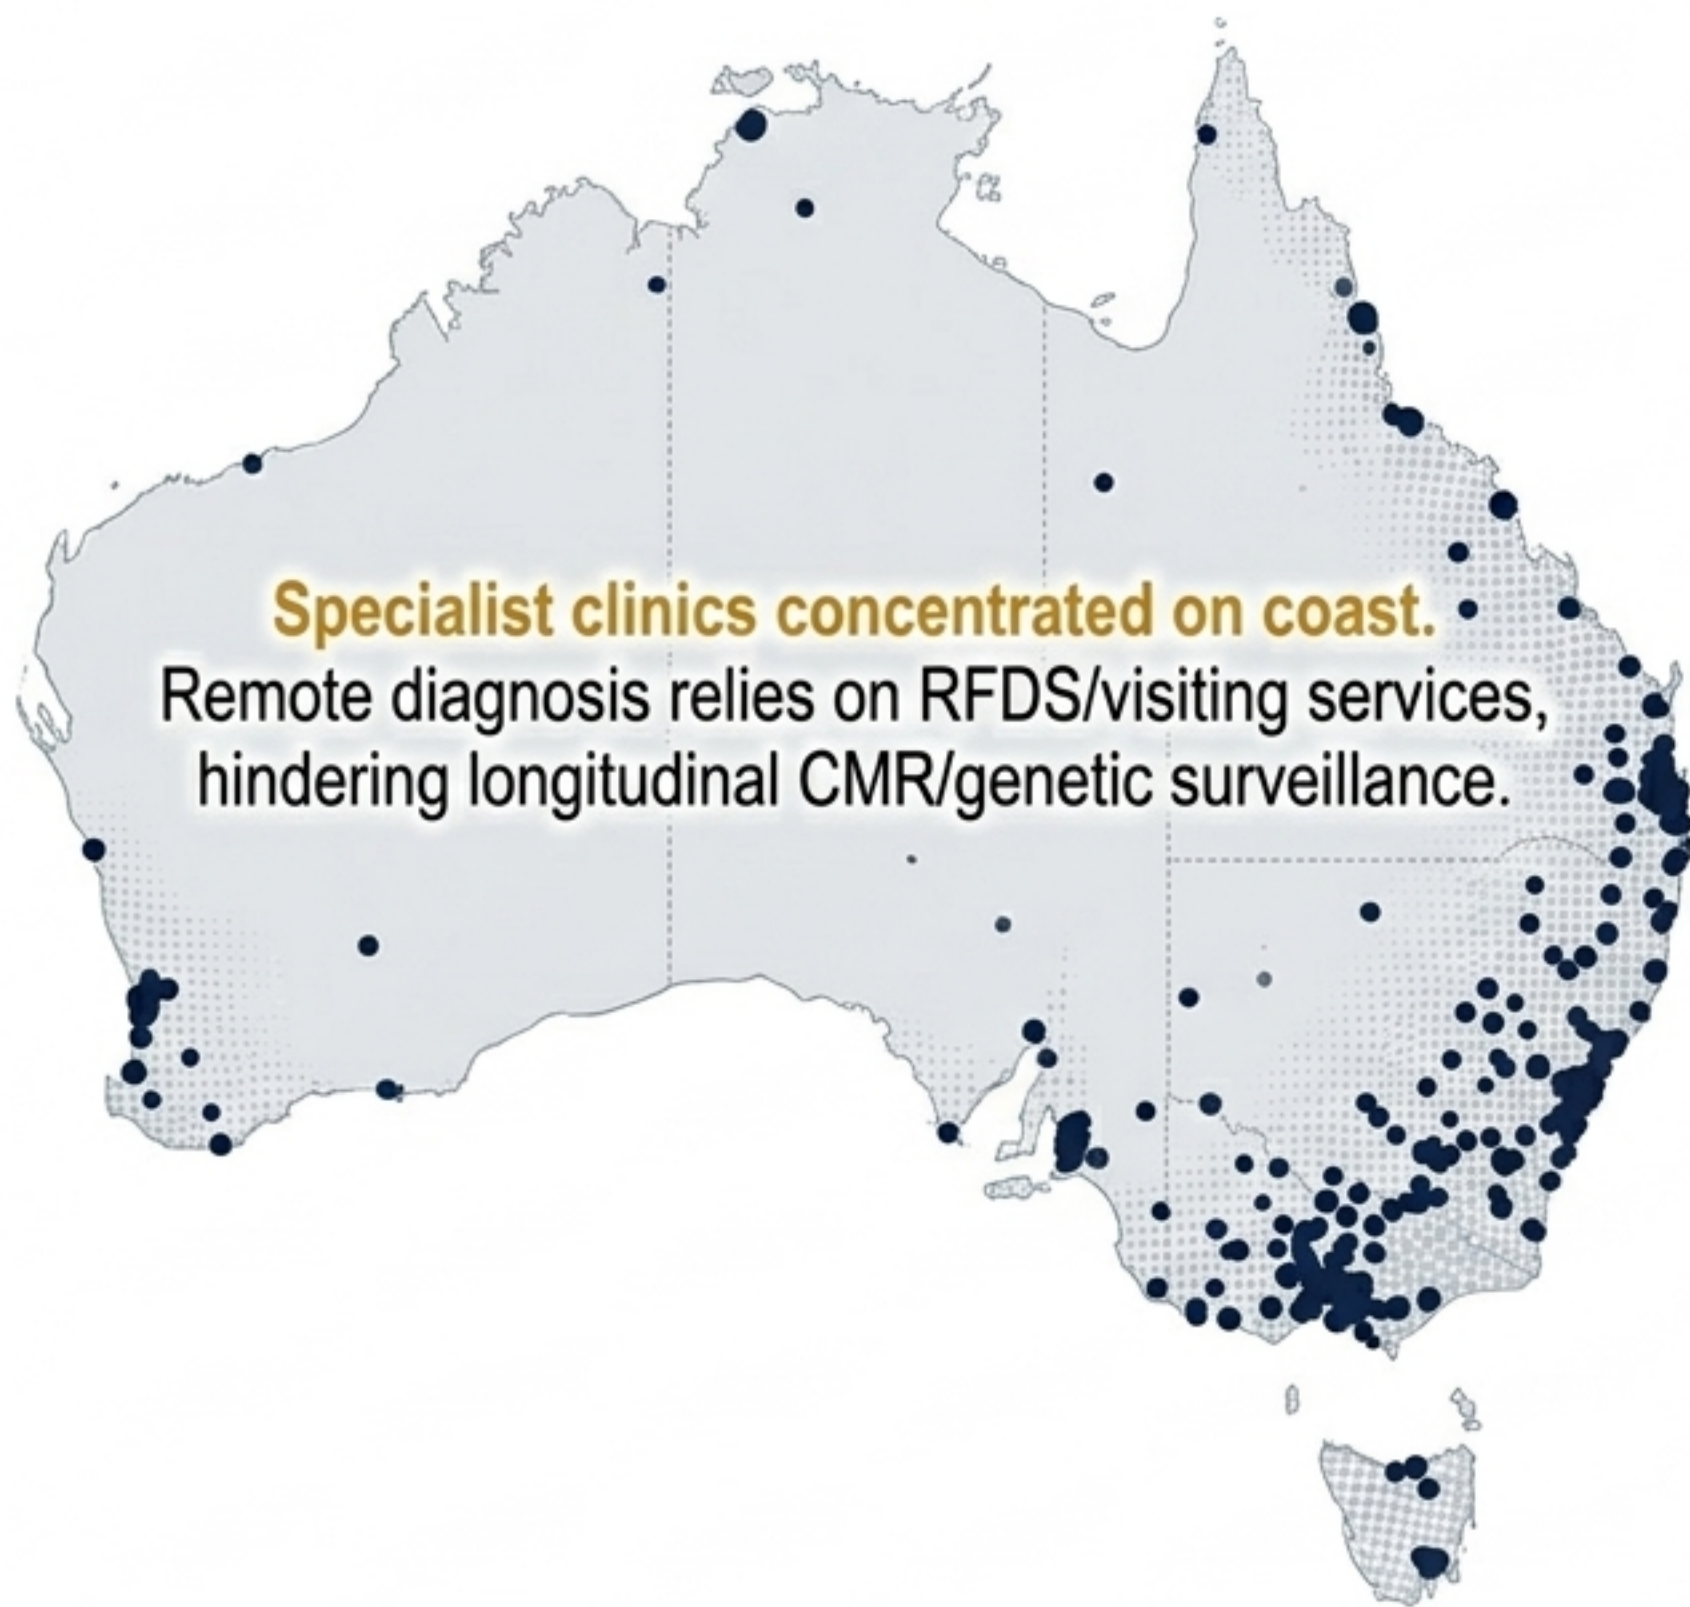 Specialist clinics concentrated on coast.
Remote diagnosis relies on RFDS/visiting services,
hindering longitudinal CMR/genetic surveillance.